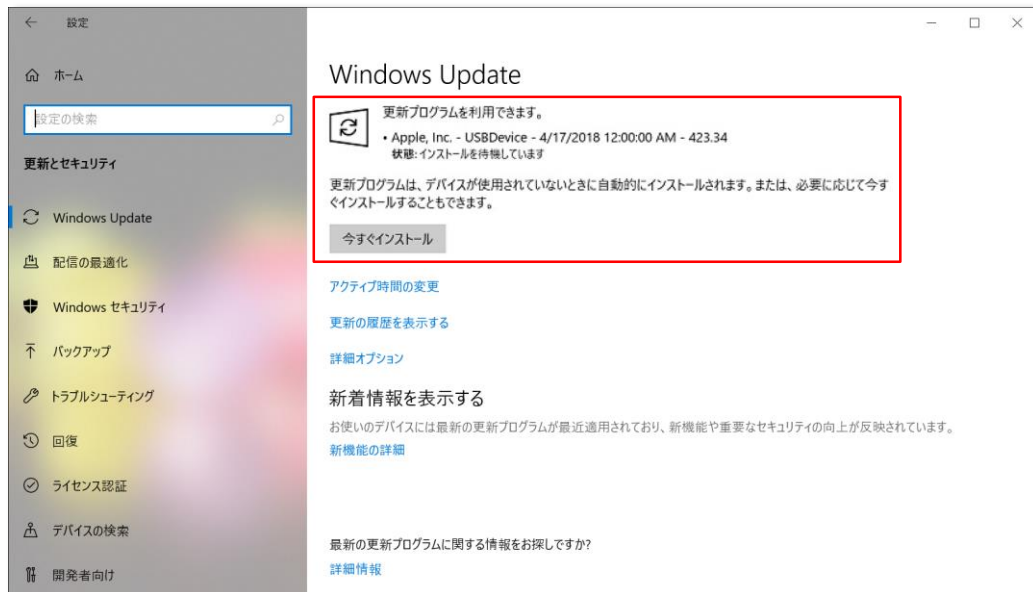 設定
ホーム
設定の検索
更新とセキュリティ
Windows Update
配信の最適化
Windows セキュリティ
バックアップ
トラブルシューティング
回復
ライセンス認証
デバイスの検索
開発者向け
Windows Update
更新プログラムを利用できます。
• Apple, Inc. - USBDevice - 4/17/2018 12:00:00 AM - 423.34
状態: インストールを待機しています
更新プログラムは、デバイスが使用されていないときに自動的にインストールされます。または、必要に応じて今す
ぐインストールすることもできます。
今すぐインストール
アクティブ時間の変更
更新の履歴を表示する
詳細オプション
新着情報を表示する
お使いのデバイスには最新の更新プログラムが最近適用されており、新機能や重要なセキュリティの向上が反映されています。
新機能の詳細
最新の更新プログラムに関する情報をお探しですか?
詳細情報